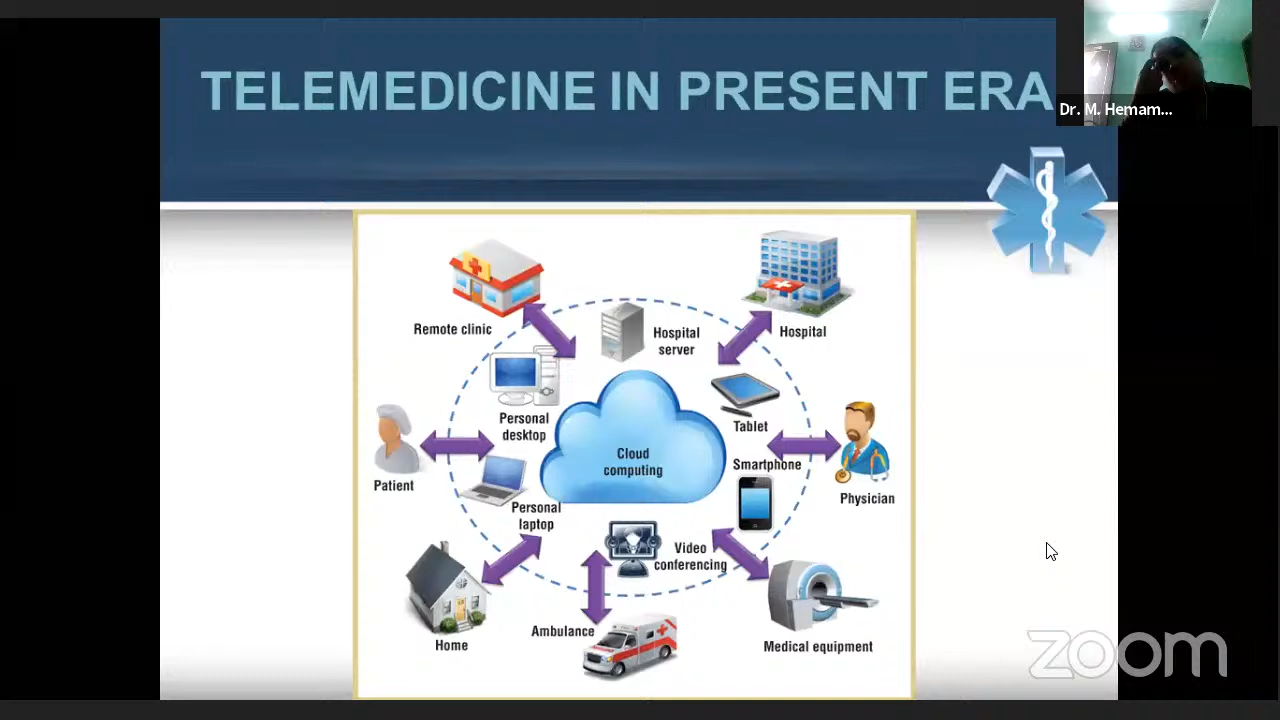 TELEMEDICINE IN PRESENT ERA
Dr. M. Hemam...
Remote clinic
Hospital
server
Hospital
Personal
desktop
Tablet
Cloud
computing
Smartphone
Patient
Physician
Personal
laptop
Video
conferencing
Ambulance
Home
Medical equipment
zoom